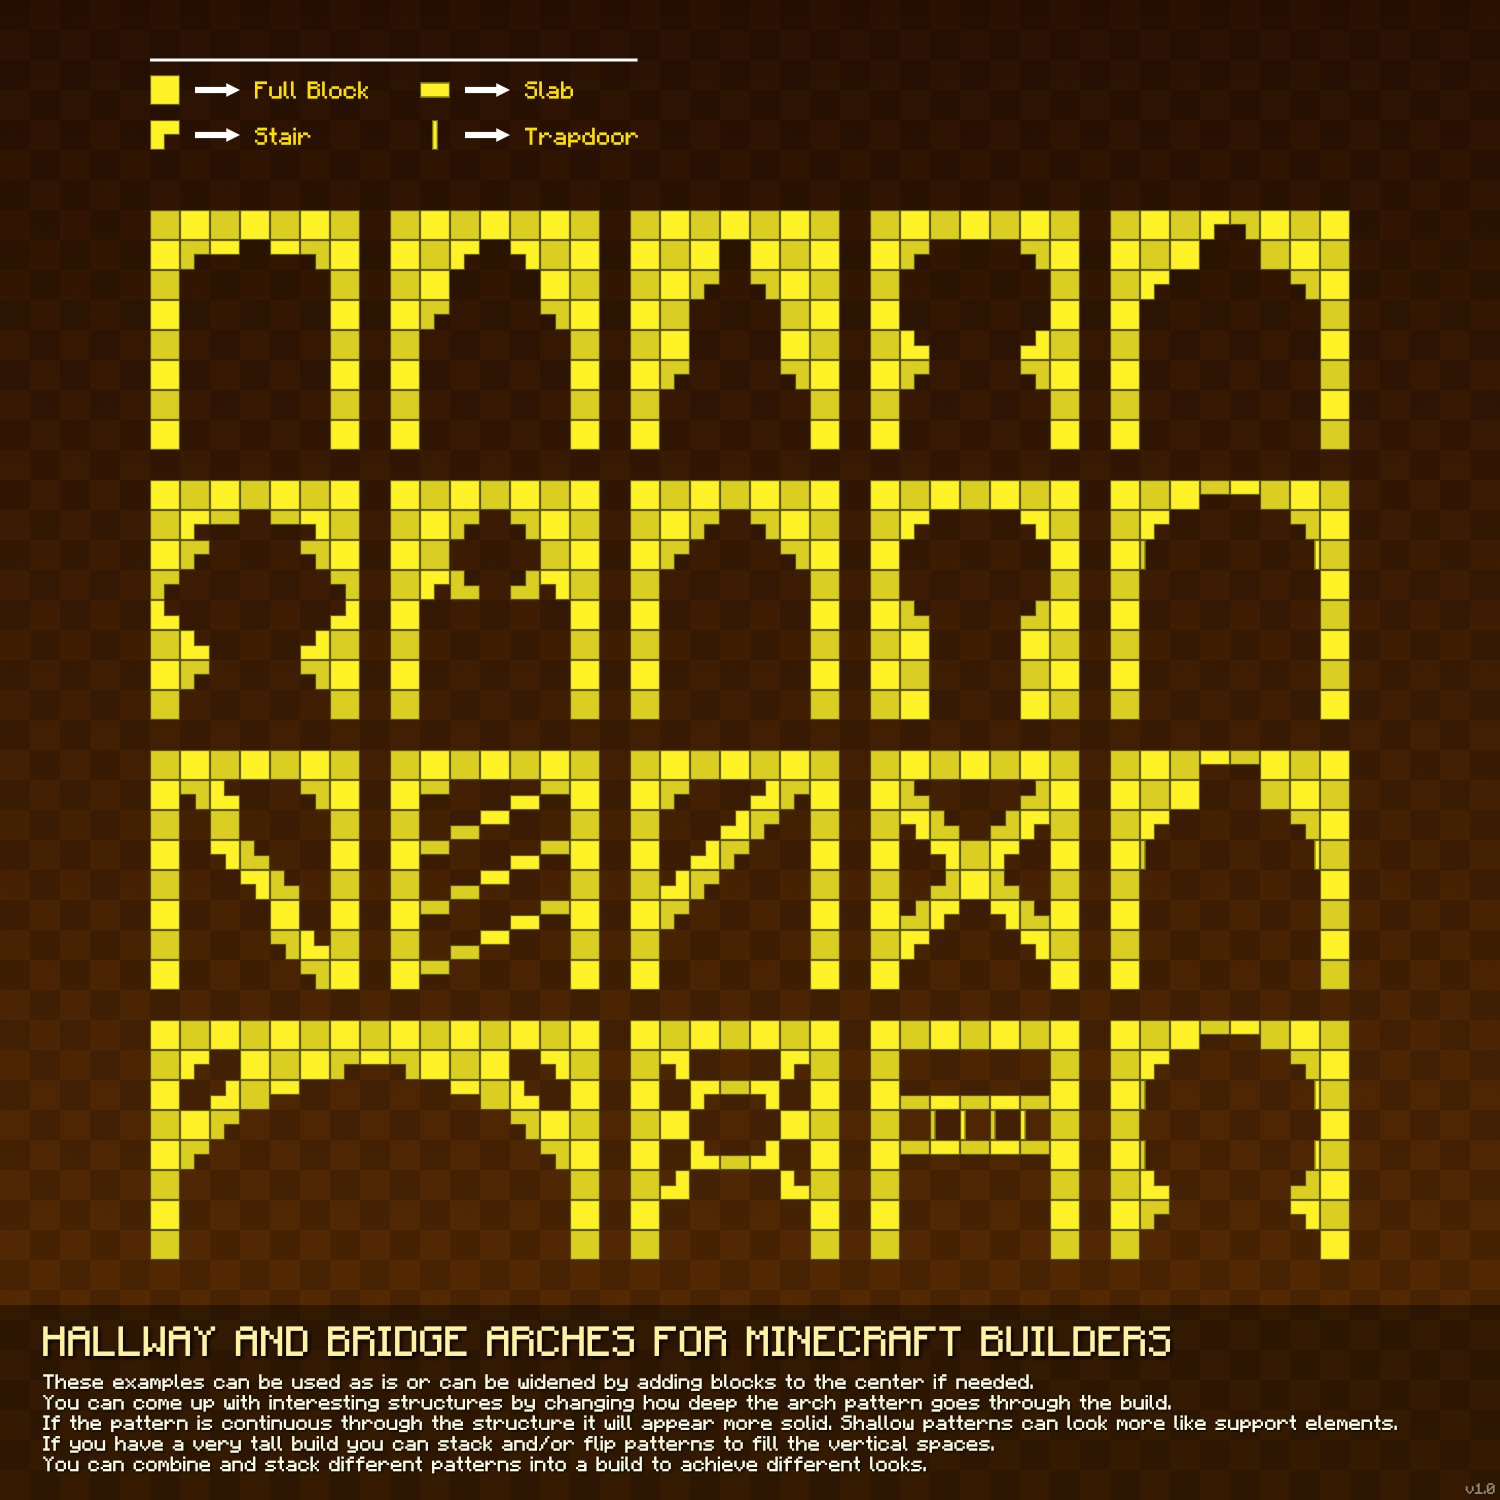 Full Block
Slab
Stair
Trapdoor
HALLWAY AND BRIDGE ARCHES FOR MINECRAFT BUILDERS
These examples can be used as is or can be widened by adding blocks to the center if needed.
You can come up with interesting structures by changing how deep the arch pattern goes through the build.
If the pattern is continuous through the structure it will appear more solid. Shallow patterns can look more like support elements.
If you have a very tall build you can stack and/or flip patterns to fill the vertical spaces.
You can combine and stack different patterns into a build to achieve different looks.
v1.0